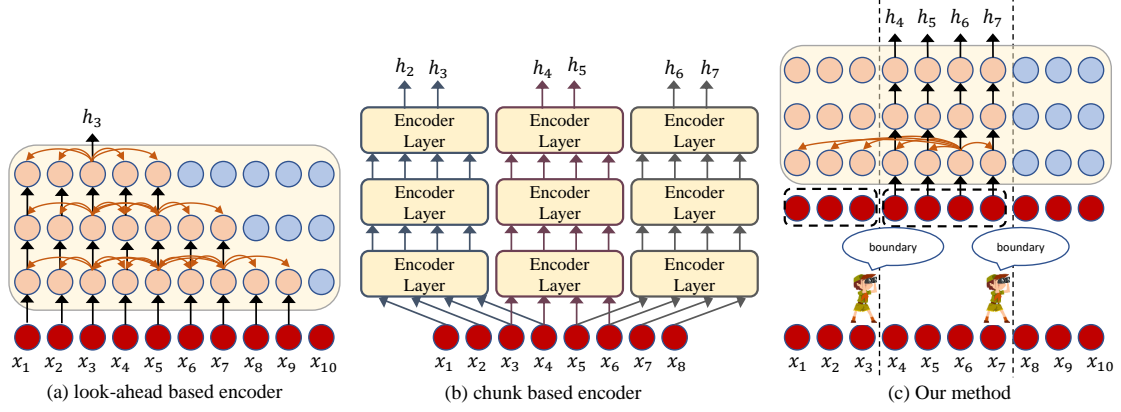 h₃
x₁ x₂ x₃ x₄ x₅ x₆ x₇ x₈ x₉ x₁₀
(a) look-ahead based encoder
h₂ h₃ h₄ h₅ h₆ h₇
Encoder Layer
Encoder Layer
Encoder Layer
Encoder Layer
Encoder Layer
Encoder Layer
Encoder Layer
Encoder Layer
Encoder Layer
x₁ x₂ x₃ x₄ x₅ x₆ x₇ x₈
(b) chunk based encoder
h₄ h₅ h₆ h₇
boundary
boundary
x₁ x₂ x₃ x₄ x₅ x₆ x₇ x₈ x₉ x₁₀
(c) Our method